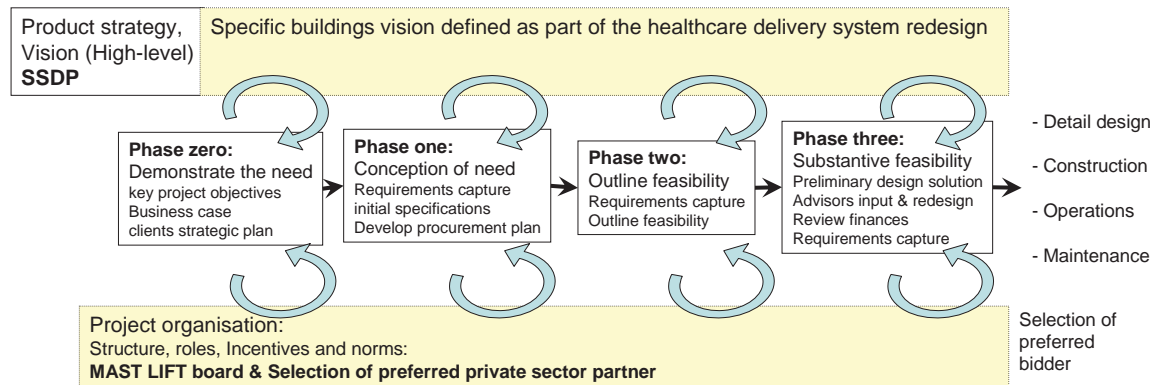 Product strategy,
Vision (High-level)
SSDP
Specific buildings vision defined as part of the healthcare delivery system redesign
Phase zero:
Demonstrate the need
key project objectives
Business case
clients strategic plan
Phase one:
Conception of need
Requirements capture
initial specifications
Develop procurement plan
Phase two:
Outline feasibility
Requirements capture
Outline feasibility
Phase three:
Substantive feasibility
Preliminary design solution
Advisors input & redesign
Review finances
Requirements capture
- Detail design
- Construction
- Operations
- Maintenance
Project organisation:
Structure, roles, Incentives and norms:
MAST LIFT board & Selection of preferred private sector partner
Selection of
preferred
bidder